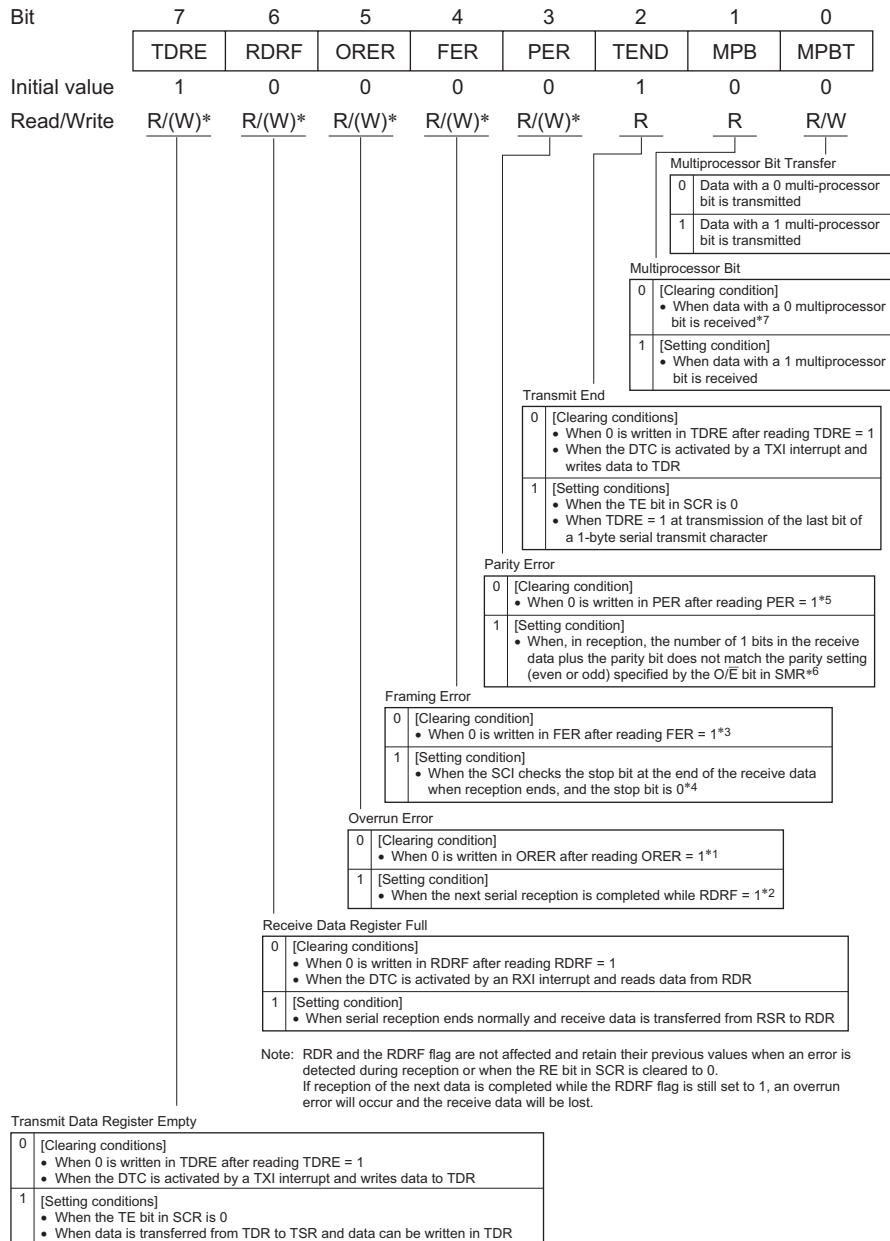 Bit 7 6 5 4 3 2 1 0
TDRE RDRF ORER FER PER TEND MPB MPBT
Initial value 1 0 0 0 0 1 0 0
Read/Write R/(W)* R/(W)* R/(W)* R/(W)* R/(W)* R R R/W
Multiprocessor Bit Transfer
0 Data with a 0 multi-processor
bit is transmitted
1 Data with a 1 multi-processor
bit is transmitted
Multiprocessor Bit
0 [Clearing condition]
• When data with a 0 multiprocessor
bit is received*7
1 [Setting condition]
• When data with a 1 multiprocessor
bit is received
Transmit End
0 [Clearing conditions]
• When 0 is written in TDRE after reading TDRE = 1
• When the DTC is activated by a TXI interrupt and
writes data to TDR
1 [Setting conditions]
• When the TE bit in SCR is 0
• When TDRE = 1 at transmission of the last bit of
a 1-byte serial transmit character
Parity Error
0 [Clearing condition]
• When 0 is written in PER after reading PER = 1*5
1 [Setting condition]
• When, in reception, the number of 1 bits in the receive
data plus the parity bit does not match the parity setting
(even or odd) specified by the O/E̅ bit in SMR*6
Framing Error
0 [Clearing condition]
• When 0 is written in FER after reading FER = 1*3
1 [Setting condition]
• When the SCI checks the stop bit at the end of the receive data
when reception ends, and the stop bit is 0*4
Overrun Error
0 [Clearing condition]
• When 0 is written in ORER after reading ORER = 1*1
1 [Setting condition]
• When the next serial reception is completed while RDRF = 1*2
Receive Data Register Full
0 [Clearing conditions]
• When 0 is written in RDRF after reading RDRF = 1
• When the DTC is activated by an RXI interrupt and reads data from RDR
1 [Setting condition]
• When serial reception ends normally and receive data is transferred from RSR to RDR
Note: RDR and the RDRF flag are not affected and retain their previous values when an error is
detected during reception or when the RE bit in SCR is cleared to 0.
If reception of the next data is completed while the RDRF flag is still set to 1, an overrun
error will occur and the receive data will be lost.
Transmit Data Register Empty
0 [Clearing conditions]
• When 0 is written in TDRE after reading TDRE = 1
• When the DTC is activated by a TXI interrupt and writes data to TDR
1 [Setting conditions]
• When the TE bit in SCR is 0
• When data is transferred from TDR to TSR and data can be written in TDR